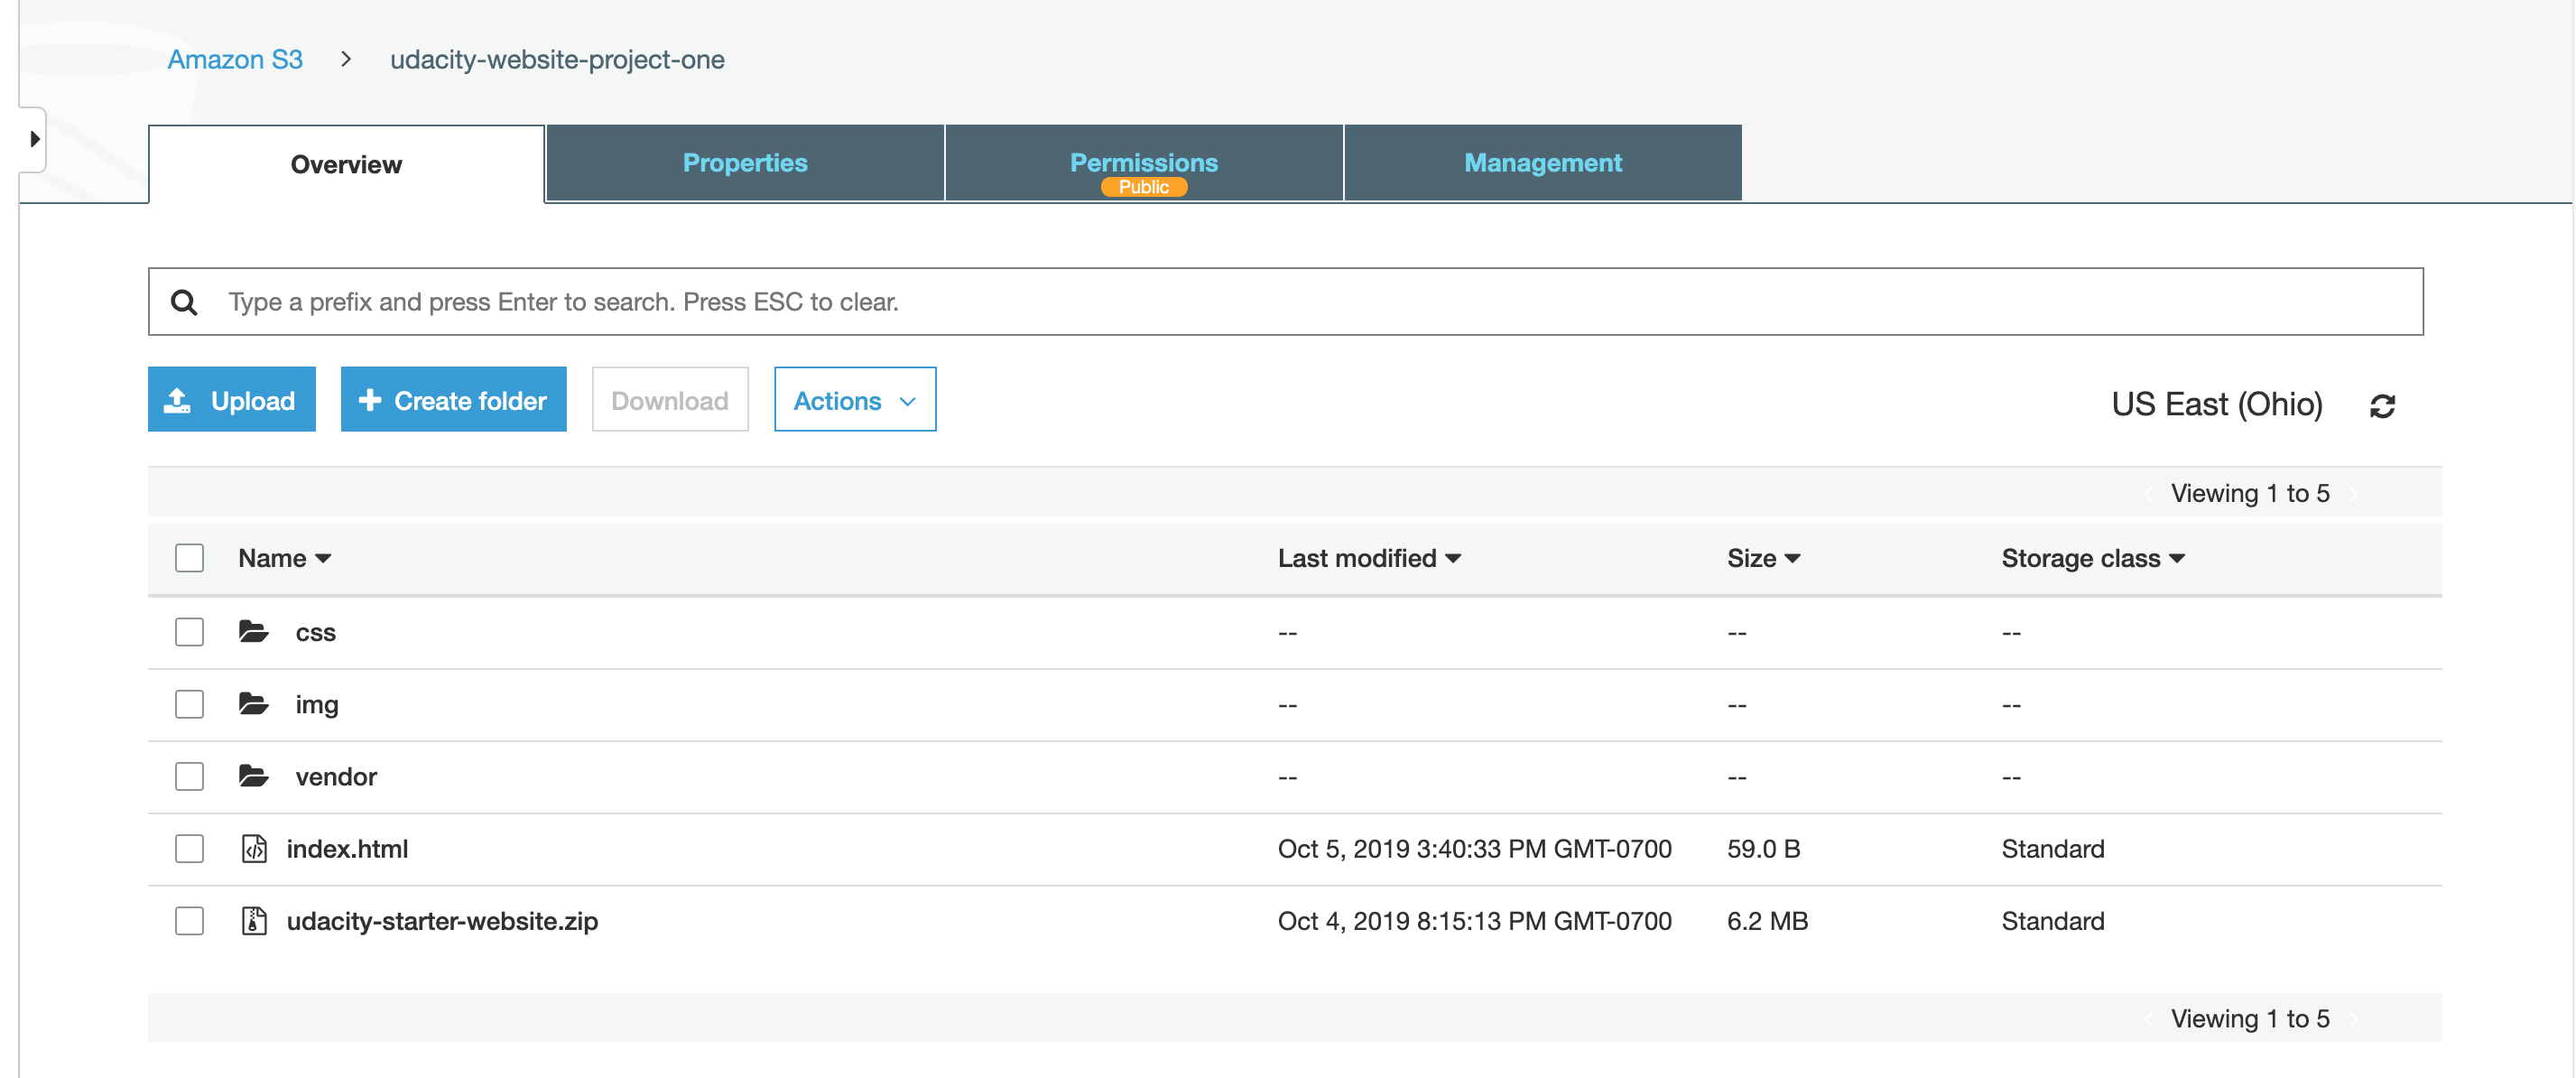 Amazon S3 > udacity-website-project-one
Overview Properties Permissions Management
Public
Type a prefix and press Enter to search. Press ESC to clear.
Upload + Create folder Download Actions US East (Ohio)
Viewing 1 to 5
Name Last modified Size Storage class
css -- -- --
img -- -- --
vendor -- -- --
index.html Oct 5, 2019 3:40:33 PM GMT-0700 59.0 B Standard
udacity-starter-website.zip Oct 4, 2019 8:15:13 PM GMT-0700 6.2 MB Standard
Viewing 1 to 5